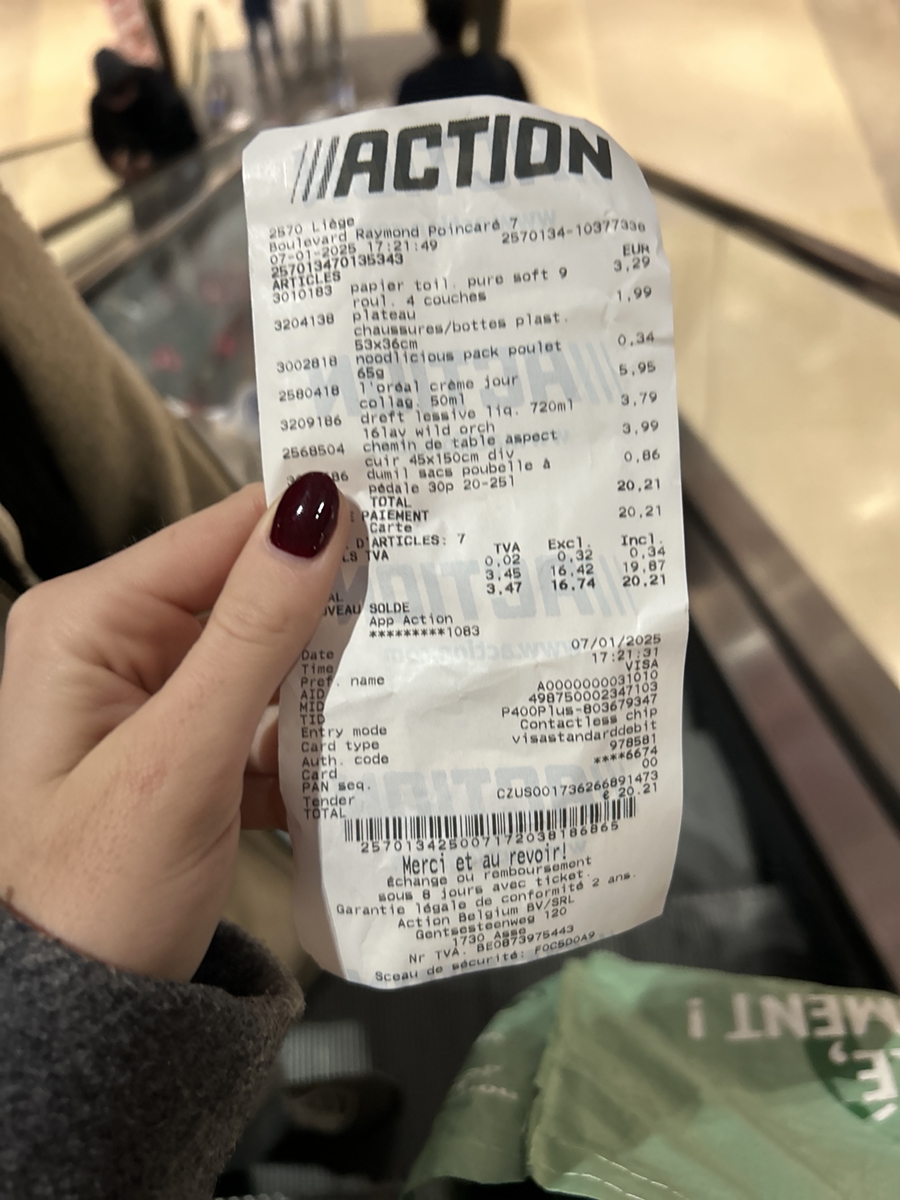 ///ACTION
2570 Liège
Boulevard Raymond Poincaré 7
07-01-2025 17:21:49 2570134-10377336
257013470135343
ARTICLES EUR
3010183 papier toil. pure soft 9 3,29
roul. 4 couches
3204138 plateau 1,99
chaussures/bottes plast.
53x36cm
3002818 noodlicious pack poulet 0,34
65g
2580418 l'oréal crème jour 5,95
collag. 50ml
3209186 dreft lessive liq. 720ml 3,79
16lav wild orch
2568504 chemin de table aspect 3,99
cuir 45x150cm div
86 dumil sacs poubelle à 0,86
pédale 30p 20-25l
TOTAL 20,21
PAIEMENT
Carte 20,21
D'ARTICLES: 7
LS TVA TVA Excl. Incl.
0,02 0,32 0,34
3,45 16,42 19,87
AL 3,47 16,74 20,21
VEAU SOLDE
App Action
*********1083
Date 07/01/2025
Time 17:21:31
Pref. name VISA
AID A0000000031010
MID 498750002347103
TID P400Plus-803679347
Entry mode Contactless chip
Card type visastandarddebit
Auth. code 978581
Card ****6674
PAN seq. 00
Tender CZUS001736266891473
TOTAL € 20.21
257013425007172038186865
Merci et au revoir!
échange ou remboursement
sous 8 jours avec ticket.
Garantie légale de conformité 2 ans.
Action Belgium BV/SRL
Gentsesteenweg 120
1730 Asse
Nr TVA. BE0873975443
Sceau de sécurité: F0C5D0A9
MENT !